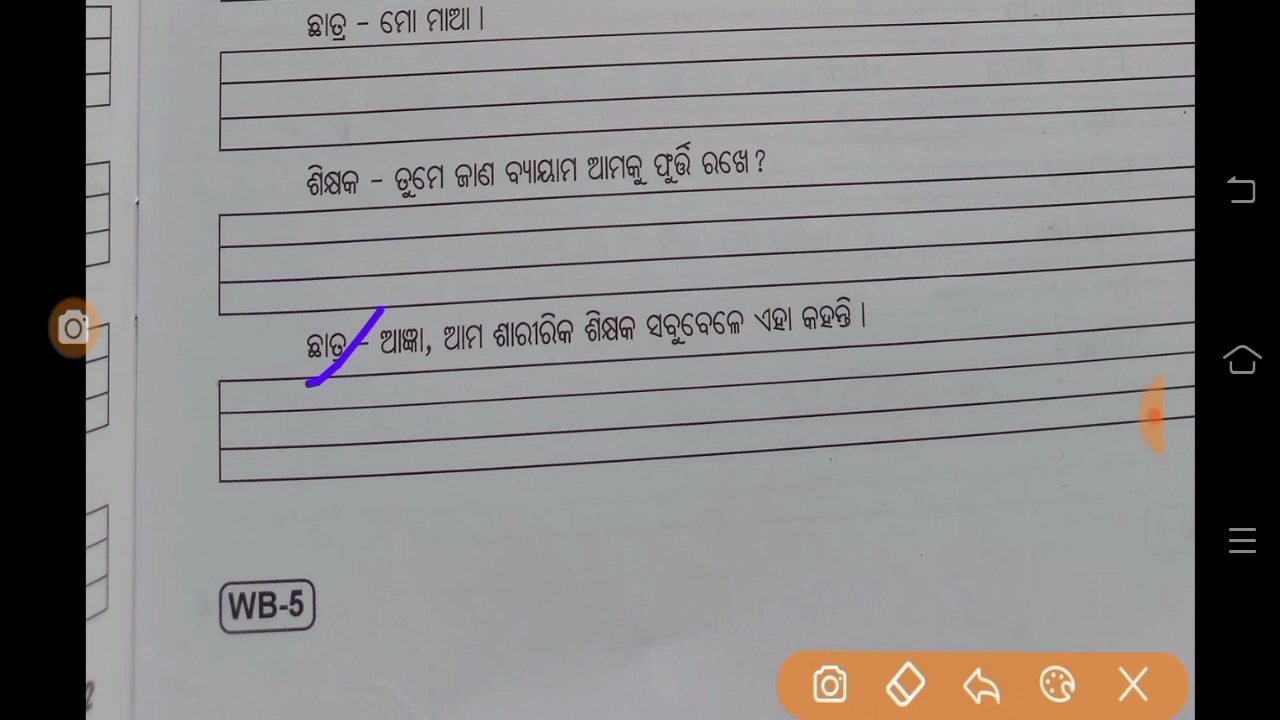 ଛାତ୍ର – ମୋ ମାଆ ।
ଶିକ୍ଷକ – ତୁମେ ଜାଣ ବ୍ୟାୟାମ ଆମକୁ ଫୁର୍ତ୍ତି ରଖେ ?
ଛାତ୍ର – ଆଜ୍ଞା, ଆମ ଶାରୀରିକ ଶିକ୍ଷକ ସବୁବେଳେ ଏହା କହନ୍ତି ।
WB-5